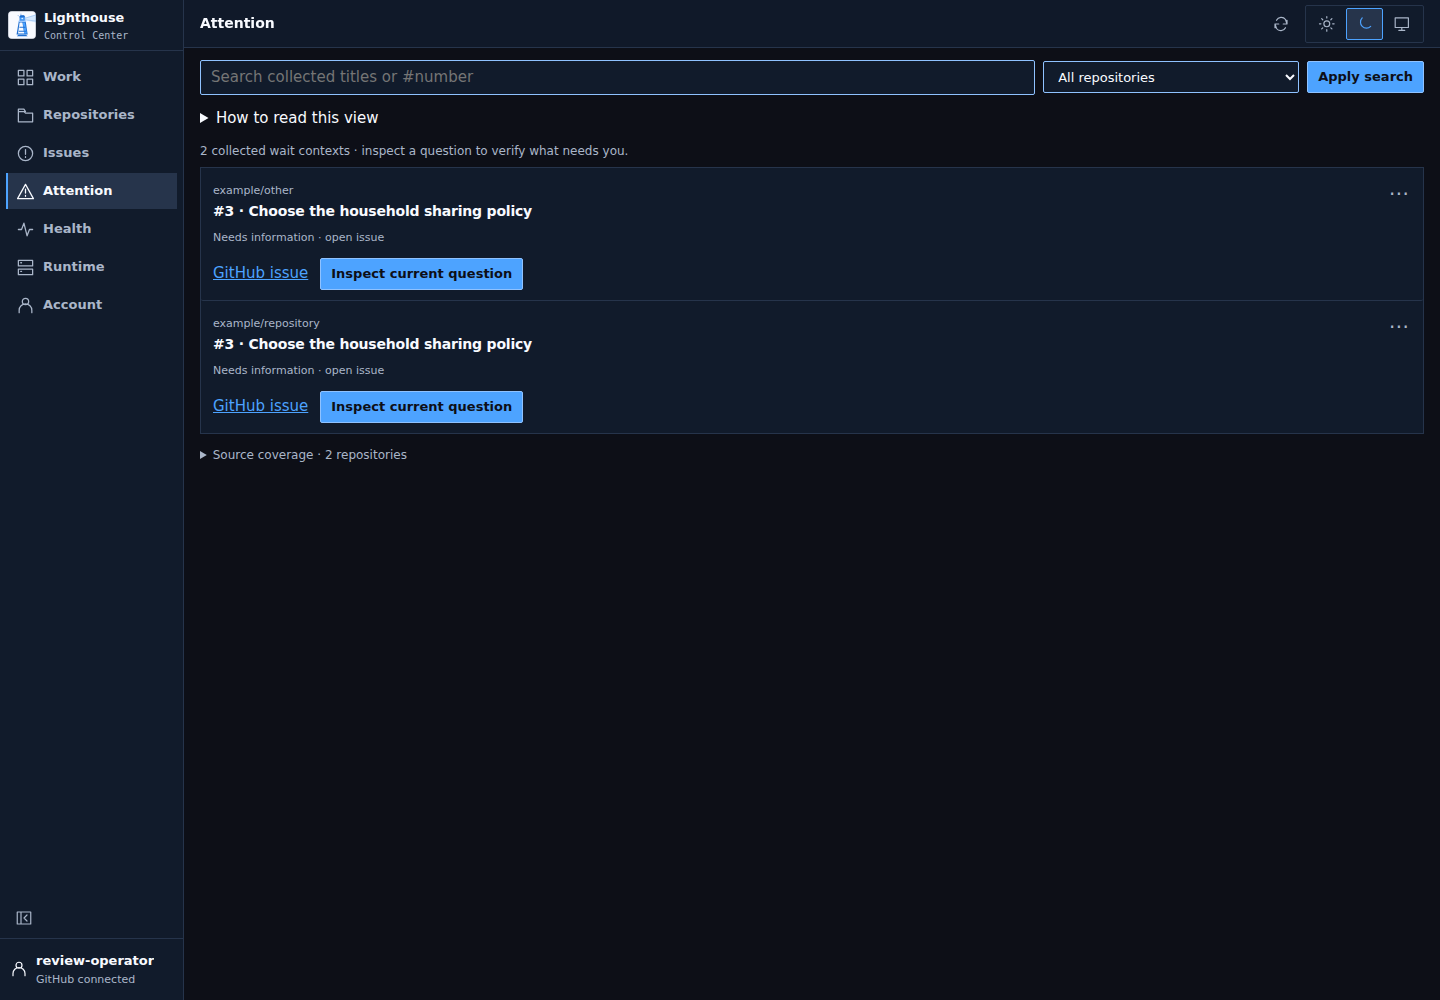 Lighthouse
Control Center
Work
Repositories
Issues
Attention
Health
Runtime
Account
review-operator
GitHub connected
Attention
Search collected titles or #number
All repositories
Apply search
How to read this view
2 collected wait contexts · inspect a question to verify what needs you.
example/other
#3 · Choose the household sharing policy
Needs information · open issue
GitHub issue
Inspect current question
example/repository
#3 · Choose the household sharing policy
Needs information · open issue
GitHub issue
Inspect current question
Source coverage · 2 repositories